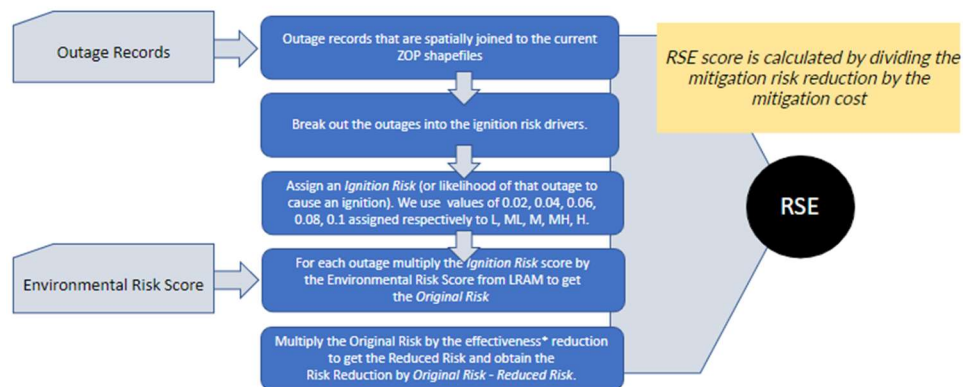 Outage Records
Outage records that are spatially joined to the current
ZOP shapefiles
RSE score is calculated by dividing the
mitigation risk reduction by the
mitigation cost
Break out the outages into the ignition risk drivers.
Assign an Ignition Risk (or likelihood of that outage to
cause an ignition). We use values of 0.02, 0.04, 0.06,
0.08, 0.1 assigned respectively to L, ML, M, MH, H.
RSE
Environmental Risk Score
For each outage multiply the Ignition Risk score by
the Environmental Risk Score from LRAM to get
the Original Risk
Multiply the Original Risk by the effectiveness* reduction
to get the Reduced Risk and obtain the
Risk Reduction by Original Risk - Reduced Risk.